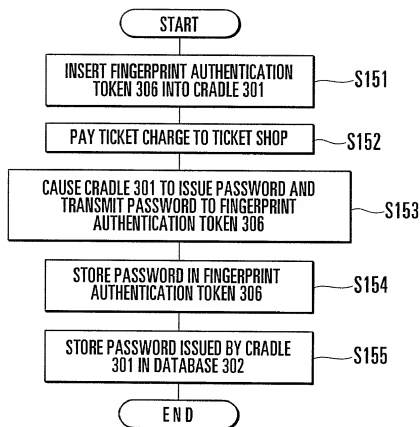 START
INSERT FINGERPRINT AUTHENTICATION
TOKEN 306 INTO CRADLE 301
S151
PAY TICKET CHARGE TO TICKET SHOP
S152
CAUSE CRADLE 301 TO ISSUE PASSWORD AND
TRANSMIT PASSWORD TO FINGERPRINT
AUTHENTICATION TOKEN 306
S153
STORE PASSWORD IN FINGERPRINT
AUTHENTICATION TOKEN 306
S154
STORE PASSWORD ISSUED BY CRADLE
301 IN DATABASE 302
S155
END